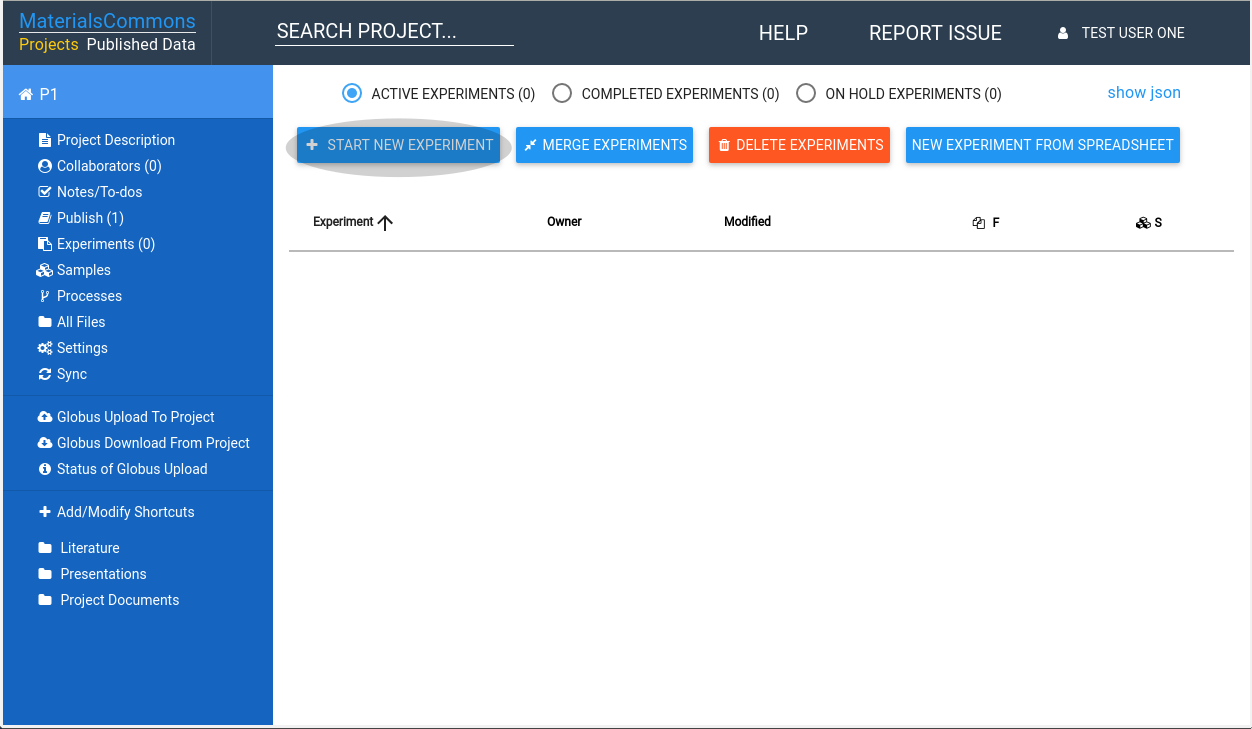 MaterialsCommons
Projects Published Data
SEARCH PROJECT...
HELP
REPORT ISSUE
TEST USER ONE
P1
Project Description
Collaborators (0)
Notes/To-dos
Publish (1)
Experiments (0)
Samples
Processes
All Files
Settings
Sync
Globus Upload To Project
Globus Download From Project
Status of Globus Upload
Add/Modify Shortcuts
Literature
Presentations
Project Documents
ACTIVE EXPERIMENTS (0)
COMPLETED EXPERIMENTS (0)
ON HOLD EXPERIMENTS (0)
show json
START NEW EXPERIMENT
MERGE EXPERIMENTS
DELETE EXPERIMENTS
NEW EXPERIMENT FROM SPREADSHEET
Experiment
Owner
Modified
F
S